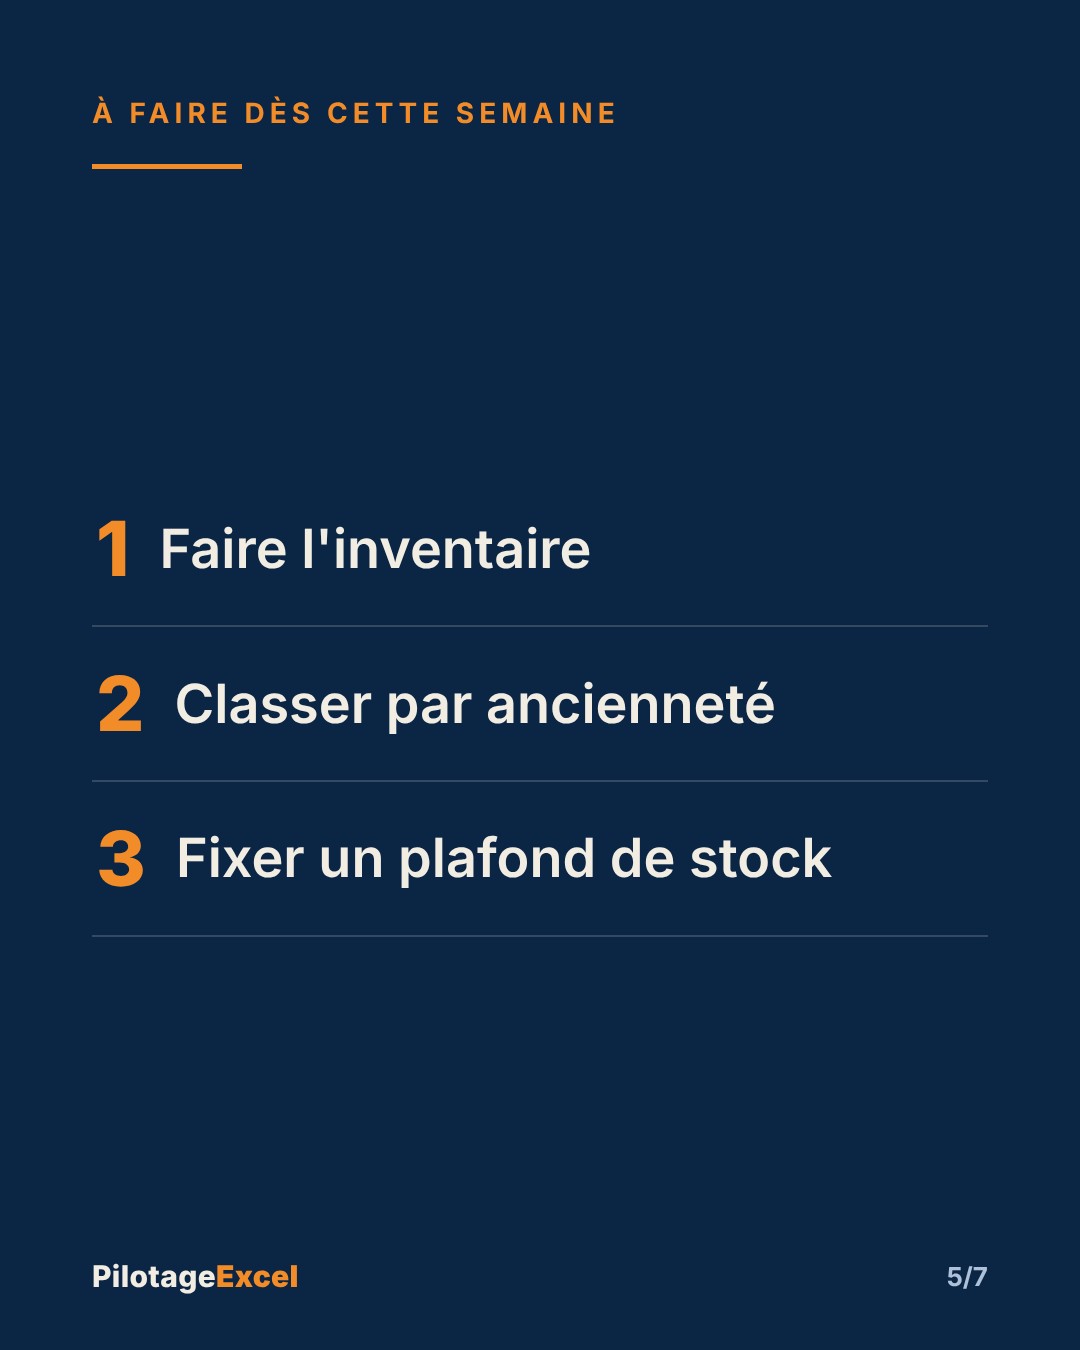 À FAIRE DÈS CETTE SEMAINE
1 Faire l'inventaire
2 Classer par ancienneté
3 Fixer un plafond de stock
PilotageExcel
5/7